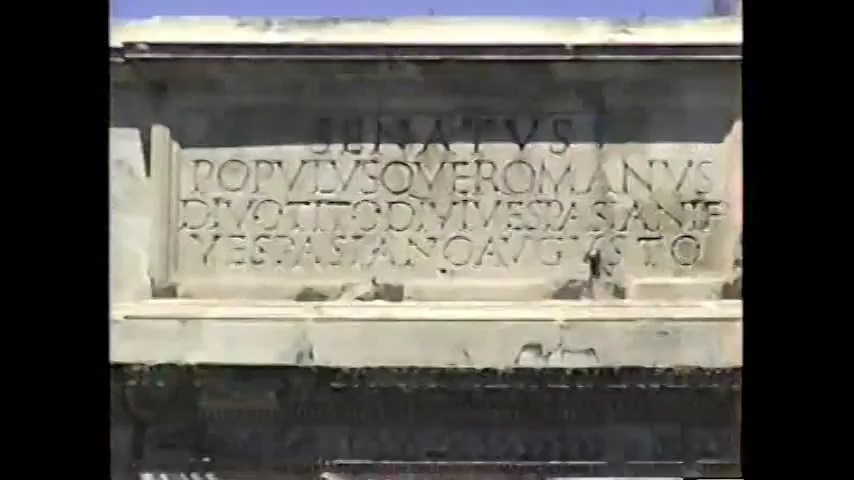 SENATVS
POPVLVSQVEROMANVS
DIVOTITODIVIVESPASIANIF
VESPASIANOAVGVSTO